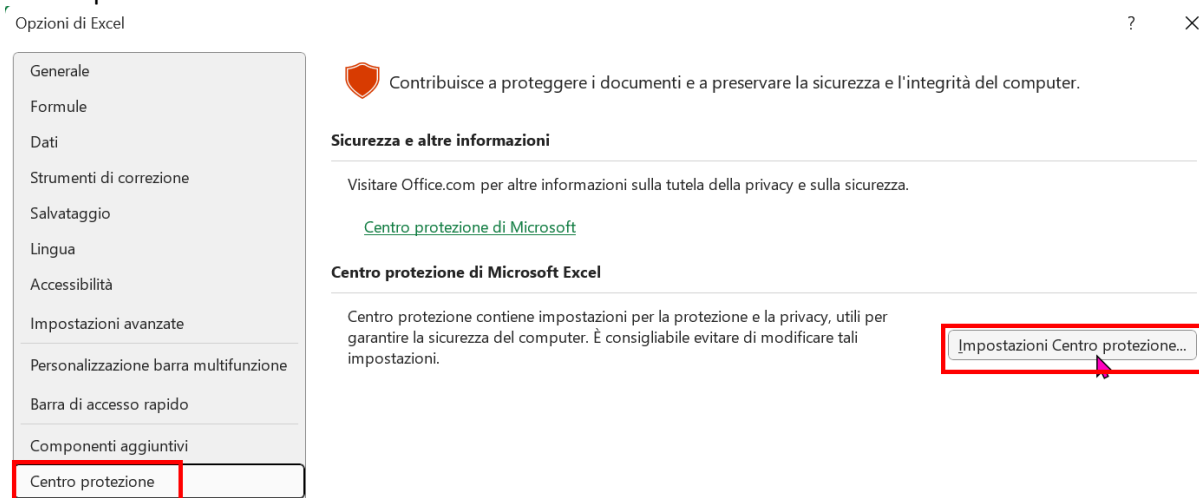 Opzioni di Excel
?
Generale
Formule
Dati
Strumenti di correzione
Salvataggio
Lingua
Accessibilità
Impostazioni avanzate
Personalizzazione barra multifunzione
Barra di accesso rapido
Componenti aggiuntivi
Centro protezione
Contribuisce a proteggere i documenti e a preservare la sicurezza e l'integrità del computer.
Sicurezza e altre informazioni
Visitare Office.com per altre informazioni sulla tutela della privacy e sulla sicurezza.
Centro protezione di Microsoft
Centro protezione di Microsoft Excel
Centro protezione contiene impostazioni per la protezione e la privacy, utili per
garantire la sicurezza del computer. È consigliabile evitare di modificare tali
impostazioni.
Impostazioni Centro protezione...